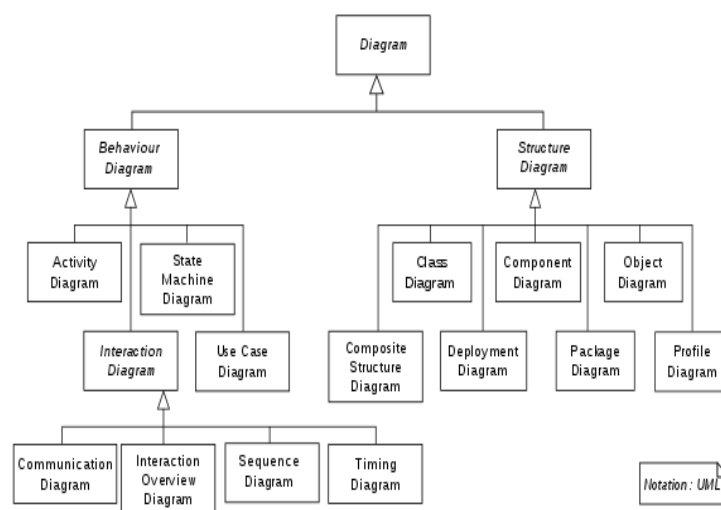 Diagram
Behaviour
Diagram
Structure
Diagram
Activity
Diagram
State
Machine
Diagram
Class
Diagram
Component
Diagram
Object
Diagram
Interaction
Diagram
Use Case
Diagram
Composite
Structure
Diagram
Deployment
Diagram
Package
Diagram
Profile
Diagram
Communication
Diagram
Interaction
Overview
Diagram
Sequence
Diagram
Timing
Diagram
Notation: UML